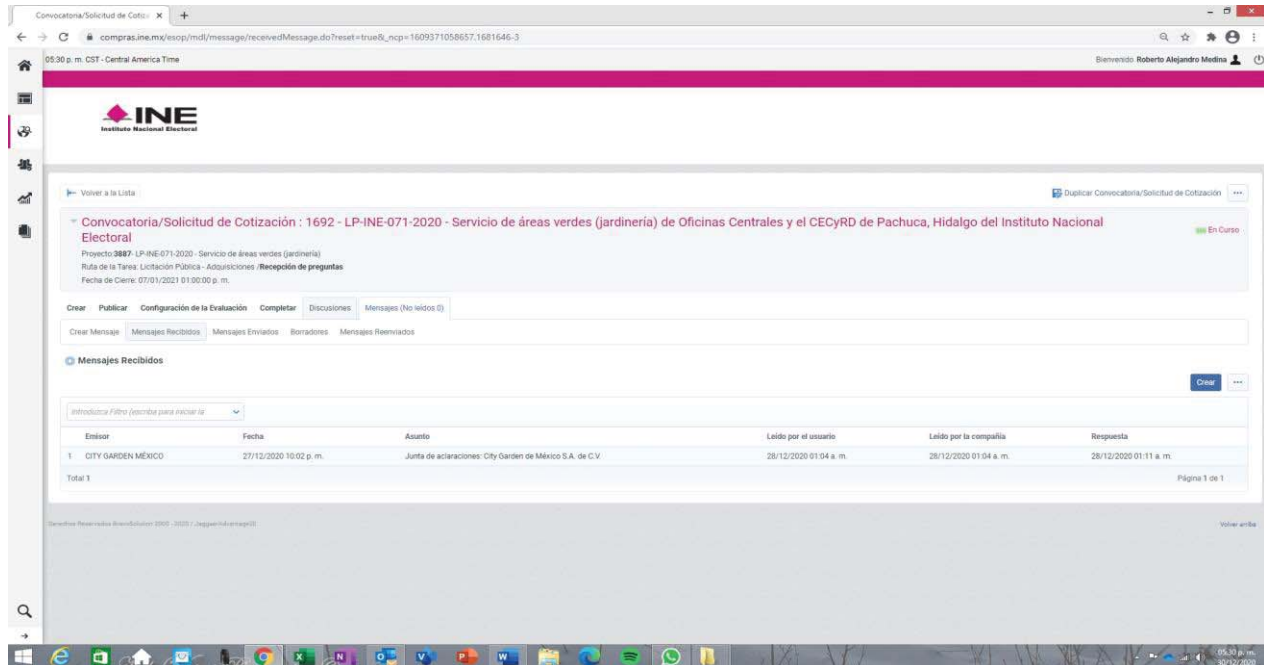 Convocatoria/Solicitud de Cotiz
compras.ine.mx/esop/mdl/message/receivedMessage.do?reset=true&_ncp=1609371058657.1681646-3
05:30 p. m. CST - Central America Time
Bienvenido Roberto Alejandro Medina
INE
Instituto Nacional Electoral
Volver a la Lista
Duplicar Convocatoria/Solicitud de Cotización
Convocatoria/Solicitud de Cotización : 1692 - LP-INE-071-2020 - Servicio de áreas verdes (jardinería) de Oficinas Centrales y el CECyRD de Pachuca, Hidalgo del Instituto Nacional
Electoral
En Curso
Proyecto:3887- LP-INE-071-2020 - Servicio de áreas verdes (jardinería)
Ruta de la Tarea: Licitación Pública - Adquisiciones /Recepción de preguntas
Fecha de Cierre: 07/01/2021 01:00:00 p. m.
Crear Publicar Configuración de la Evaluación Completar Discusiones Mensajes (No leídos 0)
Crear Mensaje Mensajes Recibidos Mensajes Enviados Borradores Mensajes Reenviados
Mensajes Recibidos
Crear
Introduzca Filtro (escriba para iniciar la
Emisor Fecha Asunto Leído por el usuario Leído por la compañía Respuesta
1 CITY GARDEN MÉXICO 27/12/2020 10:02 p. m. Junta de aclaraciones: City Garden de México S.A. de C.V. 28/12/2020 01:04 a. m. 28/12/2020 01:04 a. m. 28/12/2020 01:11 a. m.
Total 1 Página 1 de 1
Volver arriba
05:30 p. m.
30/12/2020